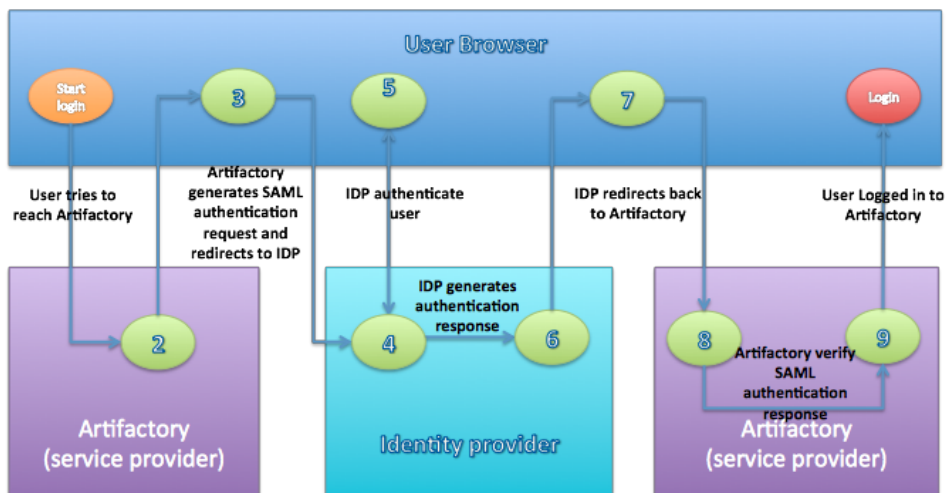 User Browser
Start
login
3
5
7
Login
User tries to
reach Artifactory
Artifactory
generates SAML
authentication
request and
redirects to IDP
IDP authenticate
user
IDP redirects back
to Artifactory
User Logged in to
Artifactory
2
Artifactory
(service provider)
4
IDP generates
authentication
response
6
Identity provider
8
9
Artifactory verify
SAML
authentication
response
Artifactory
(service provider)